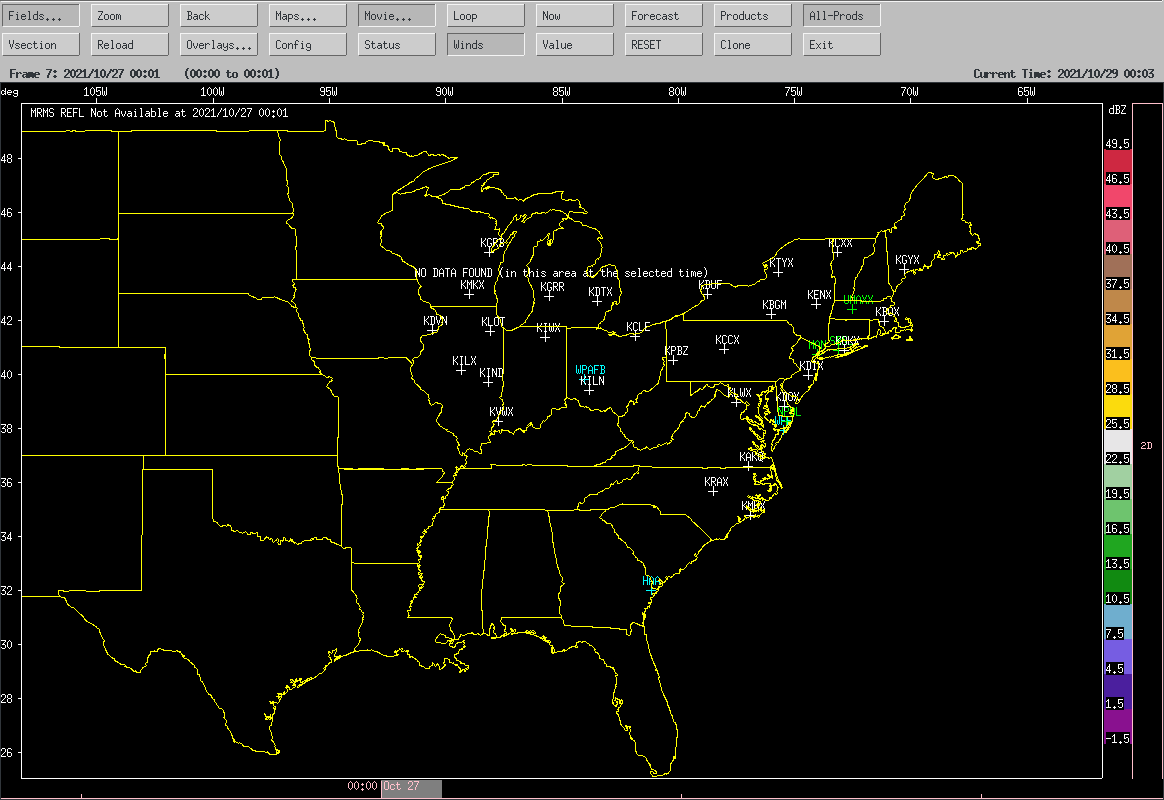 Fields... Zoom Back Maps... Movie... Loop Now Forecast Products All-Prods
Vsection Reload Overlays... Config Status Winds Value RESET Clone Exit
Frame 7: 2021/10/27 00:01 (00:00 to 00:01) Current Time: 2021/10/29 00:03
deg 105W 100W 95W 90W 85W 80W 75W 70W 65W
MRMS REFL Not Available at 2021/10/27 00:01
dBZ
49.5
48
46.5
46
43.5
KGRB
KCXX
40.5
44
KTYX
KGYX
NO DATA FOUND (in this area at the selected time)
KMKX
KGRR
KDTX
KBUF
37.5
KENX
UMAXX
KBGM
KBOX
42
KDVN
KLOT
KIWX
KCLE
34.5
KCCX
KPBZ
31.5
KILX
KIND
WPAFB
KILN
KDIX
40
28.5
KLWX
KDOX
KVWX
25.5
38
2D
KAKQ
22.5
36
KRAX
19.5
16.5
34
13.5
32
10.5
7.5
30
4.5
28
1.5
26
-1.5
00:00 Oct 27